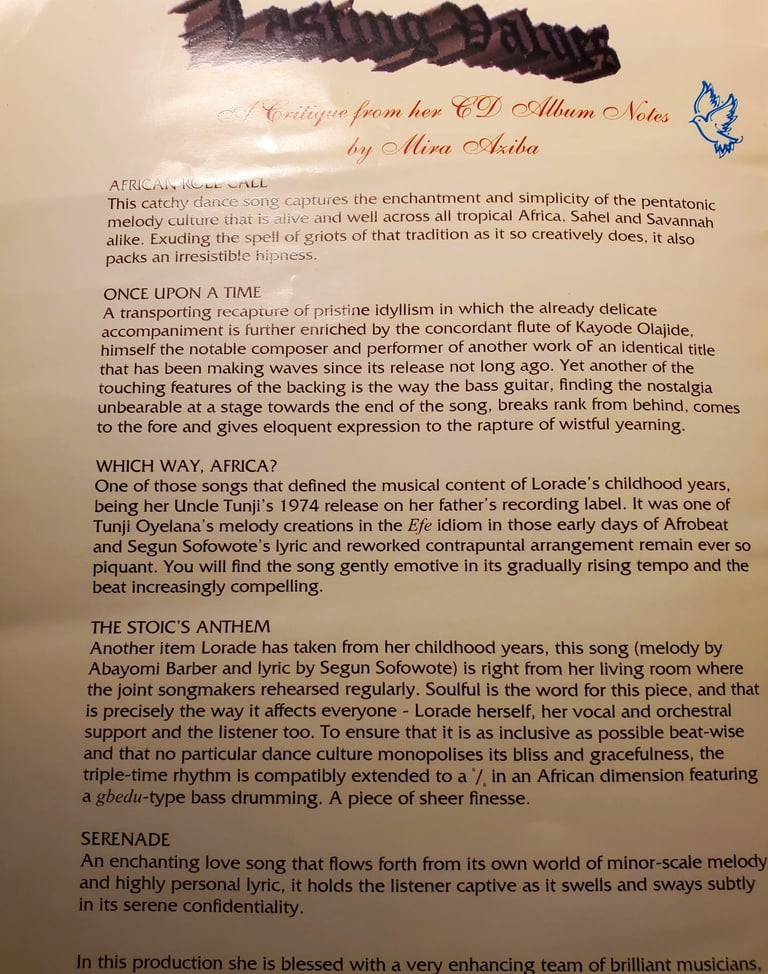 Lasting Values
A Critique from her CD Album Notes
by Mira Aziba
AFRICAN ROLL CALL
This catchy dance song captures the enchantment and simplicity of the pentatonic
melody culture that is alive and well across all tropical Africa, Sahel and Savannah
alike. Exuding the spell of griots of that tradition as it so creatively does, it also
packs an irresistible hipness.
ONCE UPON A TIME
A transporting recapture of pristine idyllism in which the already delicate
accompaniment is further enriched by the concordant flute of Kayode Olajide,
himself the notable composer and performer of another work oF an identical title
that has been making waves since its release not long ago. Yet another of the
touching features of the backing is the way the bass guitar, finding the nostalgia
unbearable at a stage towards the end of the song, breaks rank from behind, comes
to the fore and gives eloquent expression to the rapture of wistful yearning.
WHICH WAY, AFRICA?
One of those songs that defined the musical content of Lorade's childhood years,
being her Uncle Tunji's 1974 release on her father's recording label. It was one of
Tunji Oyelana's melody creations in the Efe idiom in those early days of Afrobeat
and Segun Sofowote's lyric and reworked contrapuntal arrangement remain ever so
piquant. You will find the song gently emotive in its gradually rising tempo and the
beat increasingly compelling.
THE STOIC'S ANTHEM
Another item Lorade has taken from her childhood years, this song (melody by
Abayomi Barber and lyric by Segun Sofowote) is right from her living room where
the joint songmakers rehearsed regularly. Soulful is the word for this piece, and that
is precisely the way it affects everyone - Lorade herself, her vocal and orchestral
support and the listener too. To ensure that it is as inclusive as possible beat-wise
and that no particular dance culture monopolises its bliss and gracefulness, the
triple-time rhythm is compatibly extended to a / in an African dimension featuring
a gbedu-type bass drumming. A piece of sheer finesse.
SERENADE
An enchanting love song that flows forth from its own world of minor-scale melody
and highly personal lyric, it holds the listener captive as it swells and sways subtly
in its serene confidentiality.
In this production she is blessed with a very enhancing team of brilliant musicians,